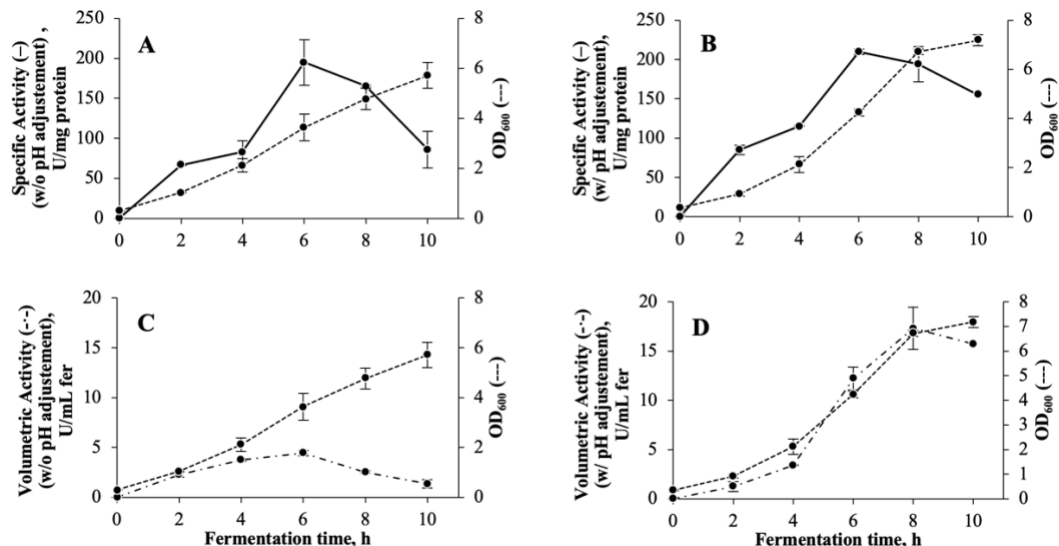 A
Specific Activity (–)
(w/o pH adjustement) ,
U/mg protein
250
200
150
100
50
0
8
6
4
2
0
OD600 (---)
0 2 4 6 8 10
B
Specific Activity (–)
(w/ pH adjustement),
U/mg protein
250
200
150
100
50
0
8
6
4
2
0
OD600 (---)
0 2 4 6 8 10
C
Volumetric Activity (-·-)
(w/o pH adjustement),
U/mL fer
20
15
10
5
0
8
6
4
2
0
OD600 (---)
0 2 4 6 8 10
Fermentation time, h
D
Volumetric Activity (-·-)
(w/ pH adjustement),
U/mL fer
20
15
10
5
0
8
7
6
5
4
3
2
1
0
OD600 (---)
0 2 4 6 8 10
Fermentation time, h